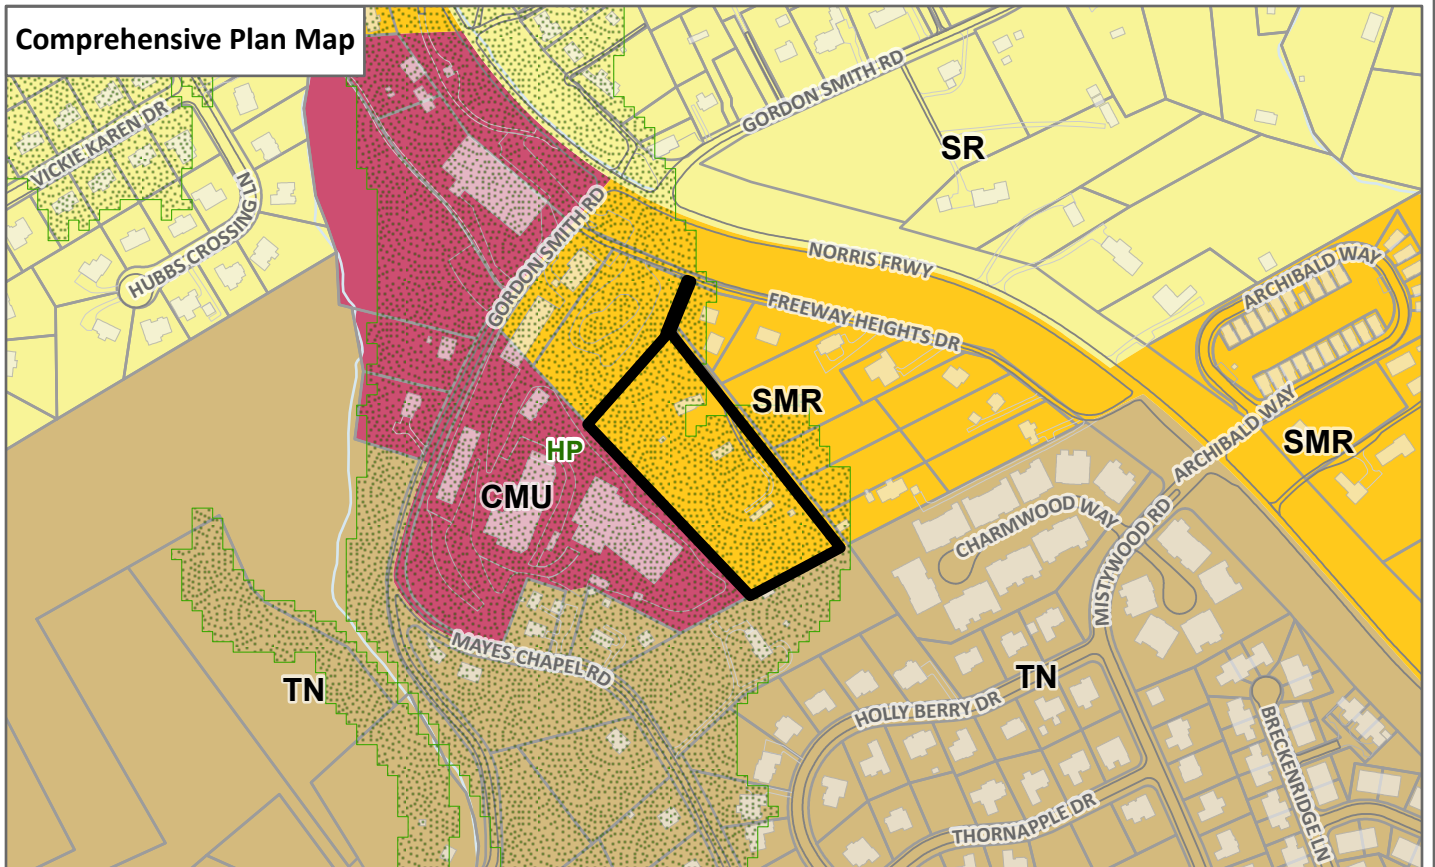 Comprehensive Plan Map
GORDON SMITH RD
VICKIE KAREN DR
SR
HUBBS CROSSING LN
GORDON SMITH RD
NORRIS FRWY
ARCHIBALD WAY
FREEWAY HEIGHTS DR
SMR
ARCHIBALD WAY
SMR
HP
CMU
CHARMWOOD WAY
MISTYWOOD RD
MAYES CHAPEL RD
TN
TN
HOLLY BERRY DR
BRECKENRIDGE LN
THORNAPPLE DR